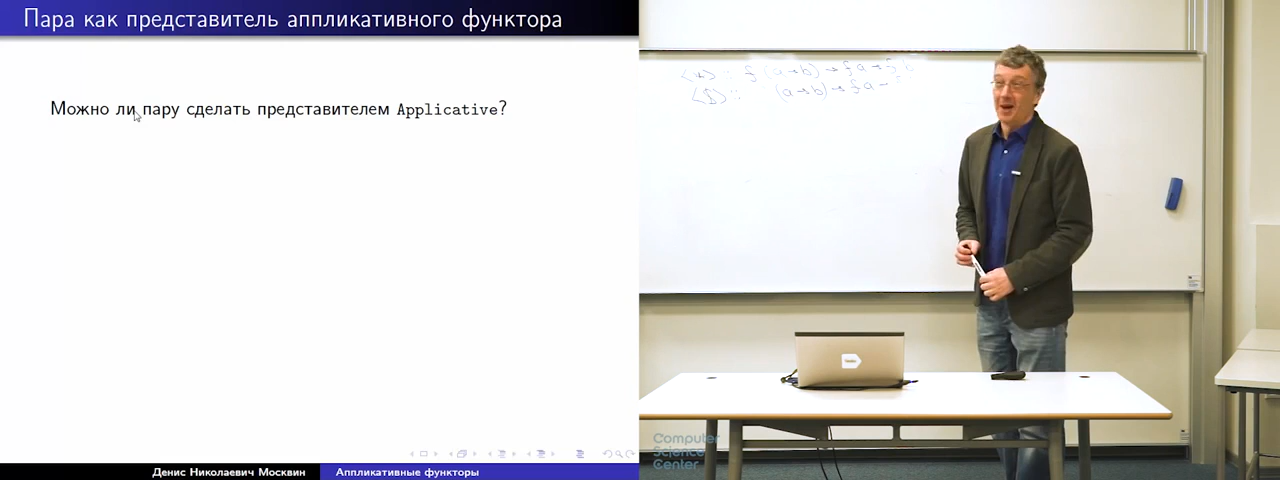 Пара как представитель аппликативного функтора
Можно ли пару сделать представителем Applicative?
Денис Николаевич Москвин
Аппликативные функторы
<*> :: f (a→b) → f a → f b
<$> :: (a→b) → f a →
Computer
Science
Center